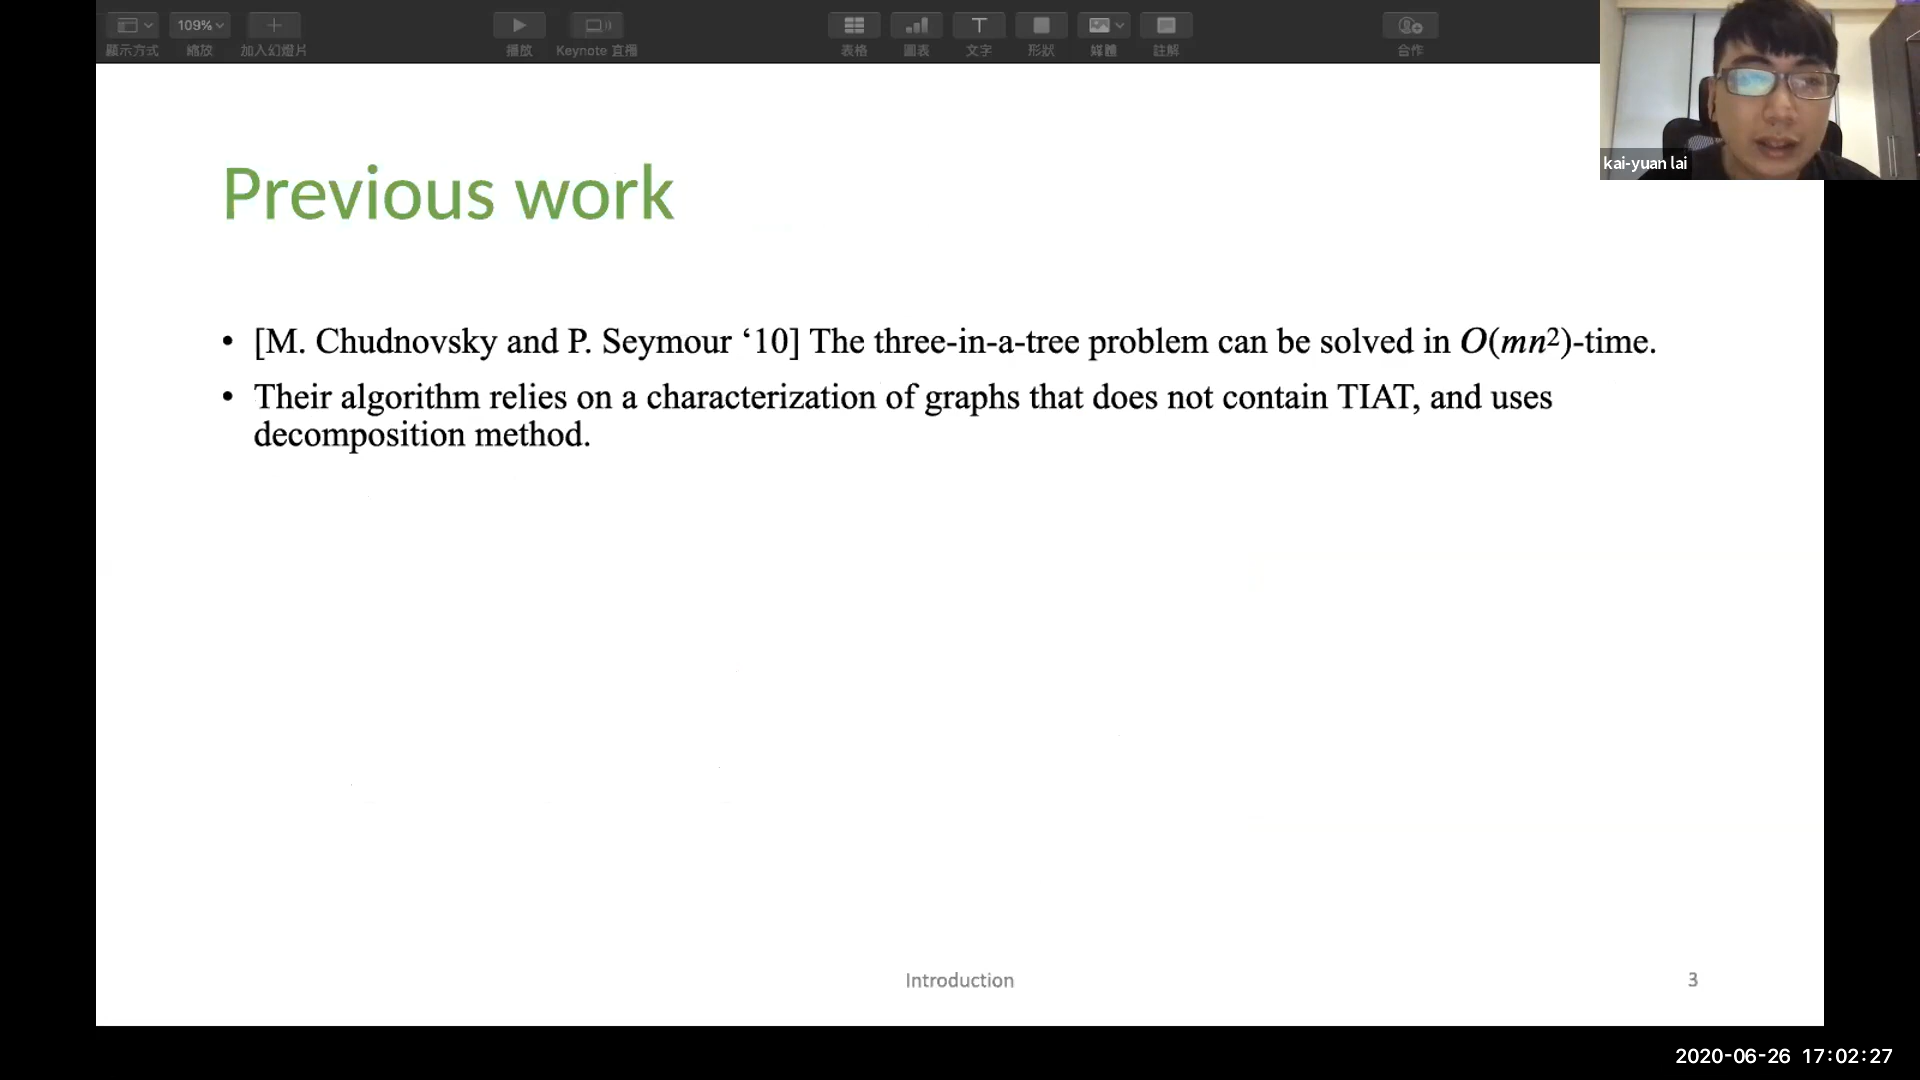 109%
顯示方式 縮放 加入幻燈片 播放 Keynote 直播 表格 圖表 文字 形狀 媒體 註解 合作
kai-yuan lai
Previous work
• [M. Chudnovsky and P. Seymour ‘10] The three-in-a-tree problem can be solved in O(mn²)-time.
• Their algorithm relies on a characterization of graphs that does not contain TIAT, and uses
decomposition method.
Introduction
3
2020-06-26 17:02:27